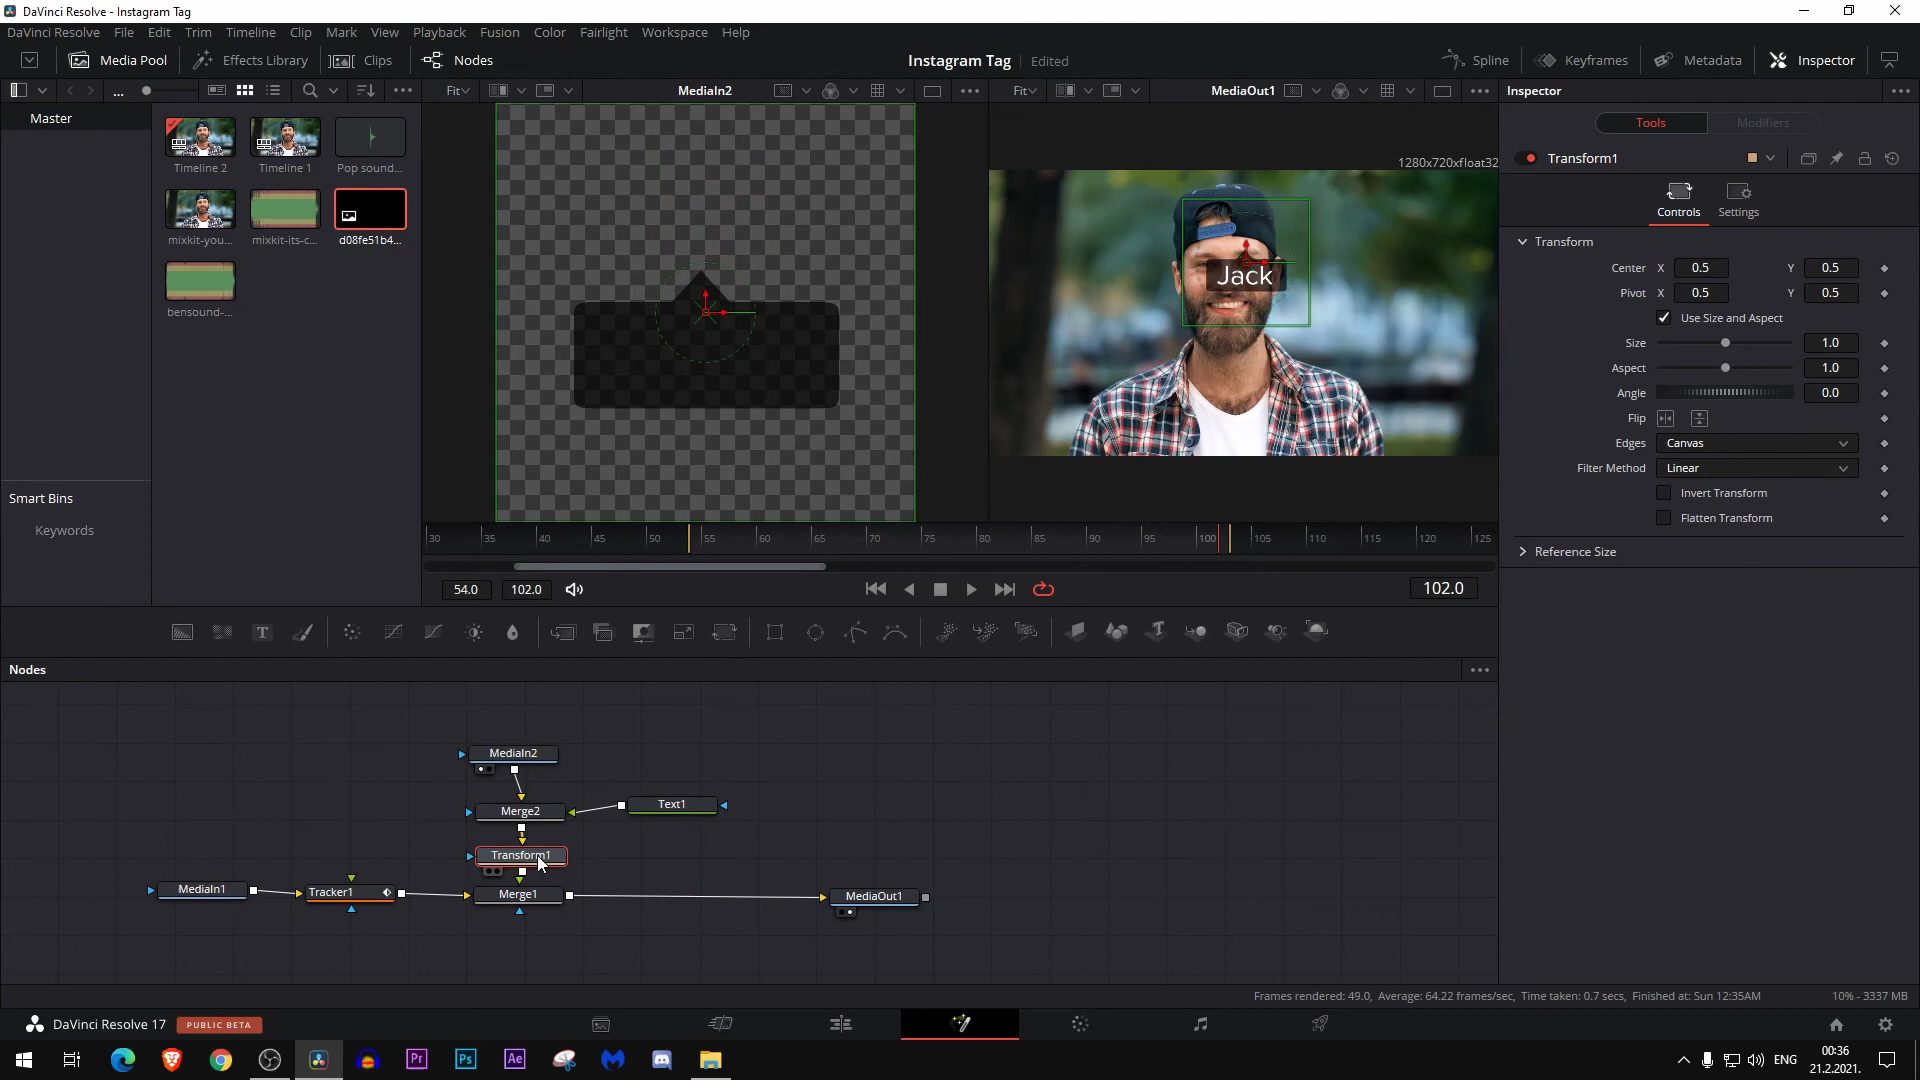 DaVinci Resolve - Instagram Tag
DaVinci Resolve File Edit Trim Timeline Clip Mark View Playback Fusion Color Fairlight Workspace Help
Media Pool Effects Library Clips Nodes Instagram Tag Edited Spline Keyframes Metadata Inspector
... Fit MediaIn2 Fit MediaOut1 Inspector
Master
Timeline 2 Timeline 1 Pop sound...
mixkit-you... mixkit-its-c... d08fe51b4...
bensound-...
Smart Bins
Keywords
1280x720xfloat32
Jack
Tools Modifiers
Transform1
Controls Settings
Transform
Center X 0.5 Y 0.5
Pivot X 0.5 Y 0.5
Use Size and Aspect
Size 1.0
Aspect 1.0
Angle 0.0
Flip
Edges Canvas
Filter Method Linear
Invert Transform
Flatten Transform
Reference Size
30 35 40 45 50 55 60 65 70 75 80 85 90 95 100 105 110 115 120 125
54.0 102.0 102.0
Nodes
MediaIn2
Merge2 Text1
Transform1
MediaIn1 Tracker1 Merge1 MediaOut1
Frames rendered: 49.0, Average: 64.22 frames/sec, Time taken: 0.7 secs, Finished at: Sun 12:35AM 10% - 3337 MB
DaVinci Resolve 17 PUBLIC BETA
Pr Ps Ae ENG 00:36
21.2.2021.